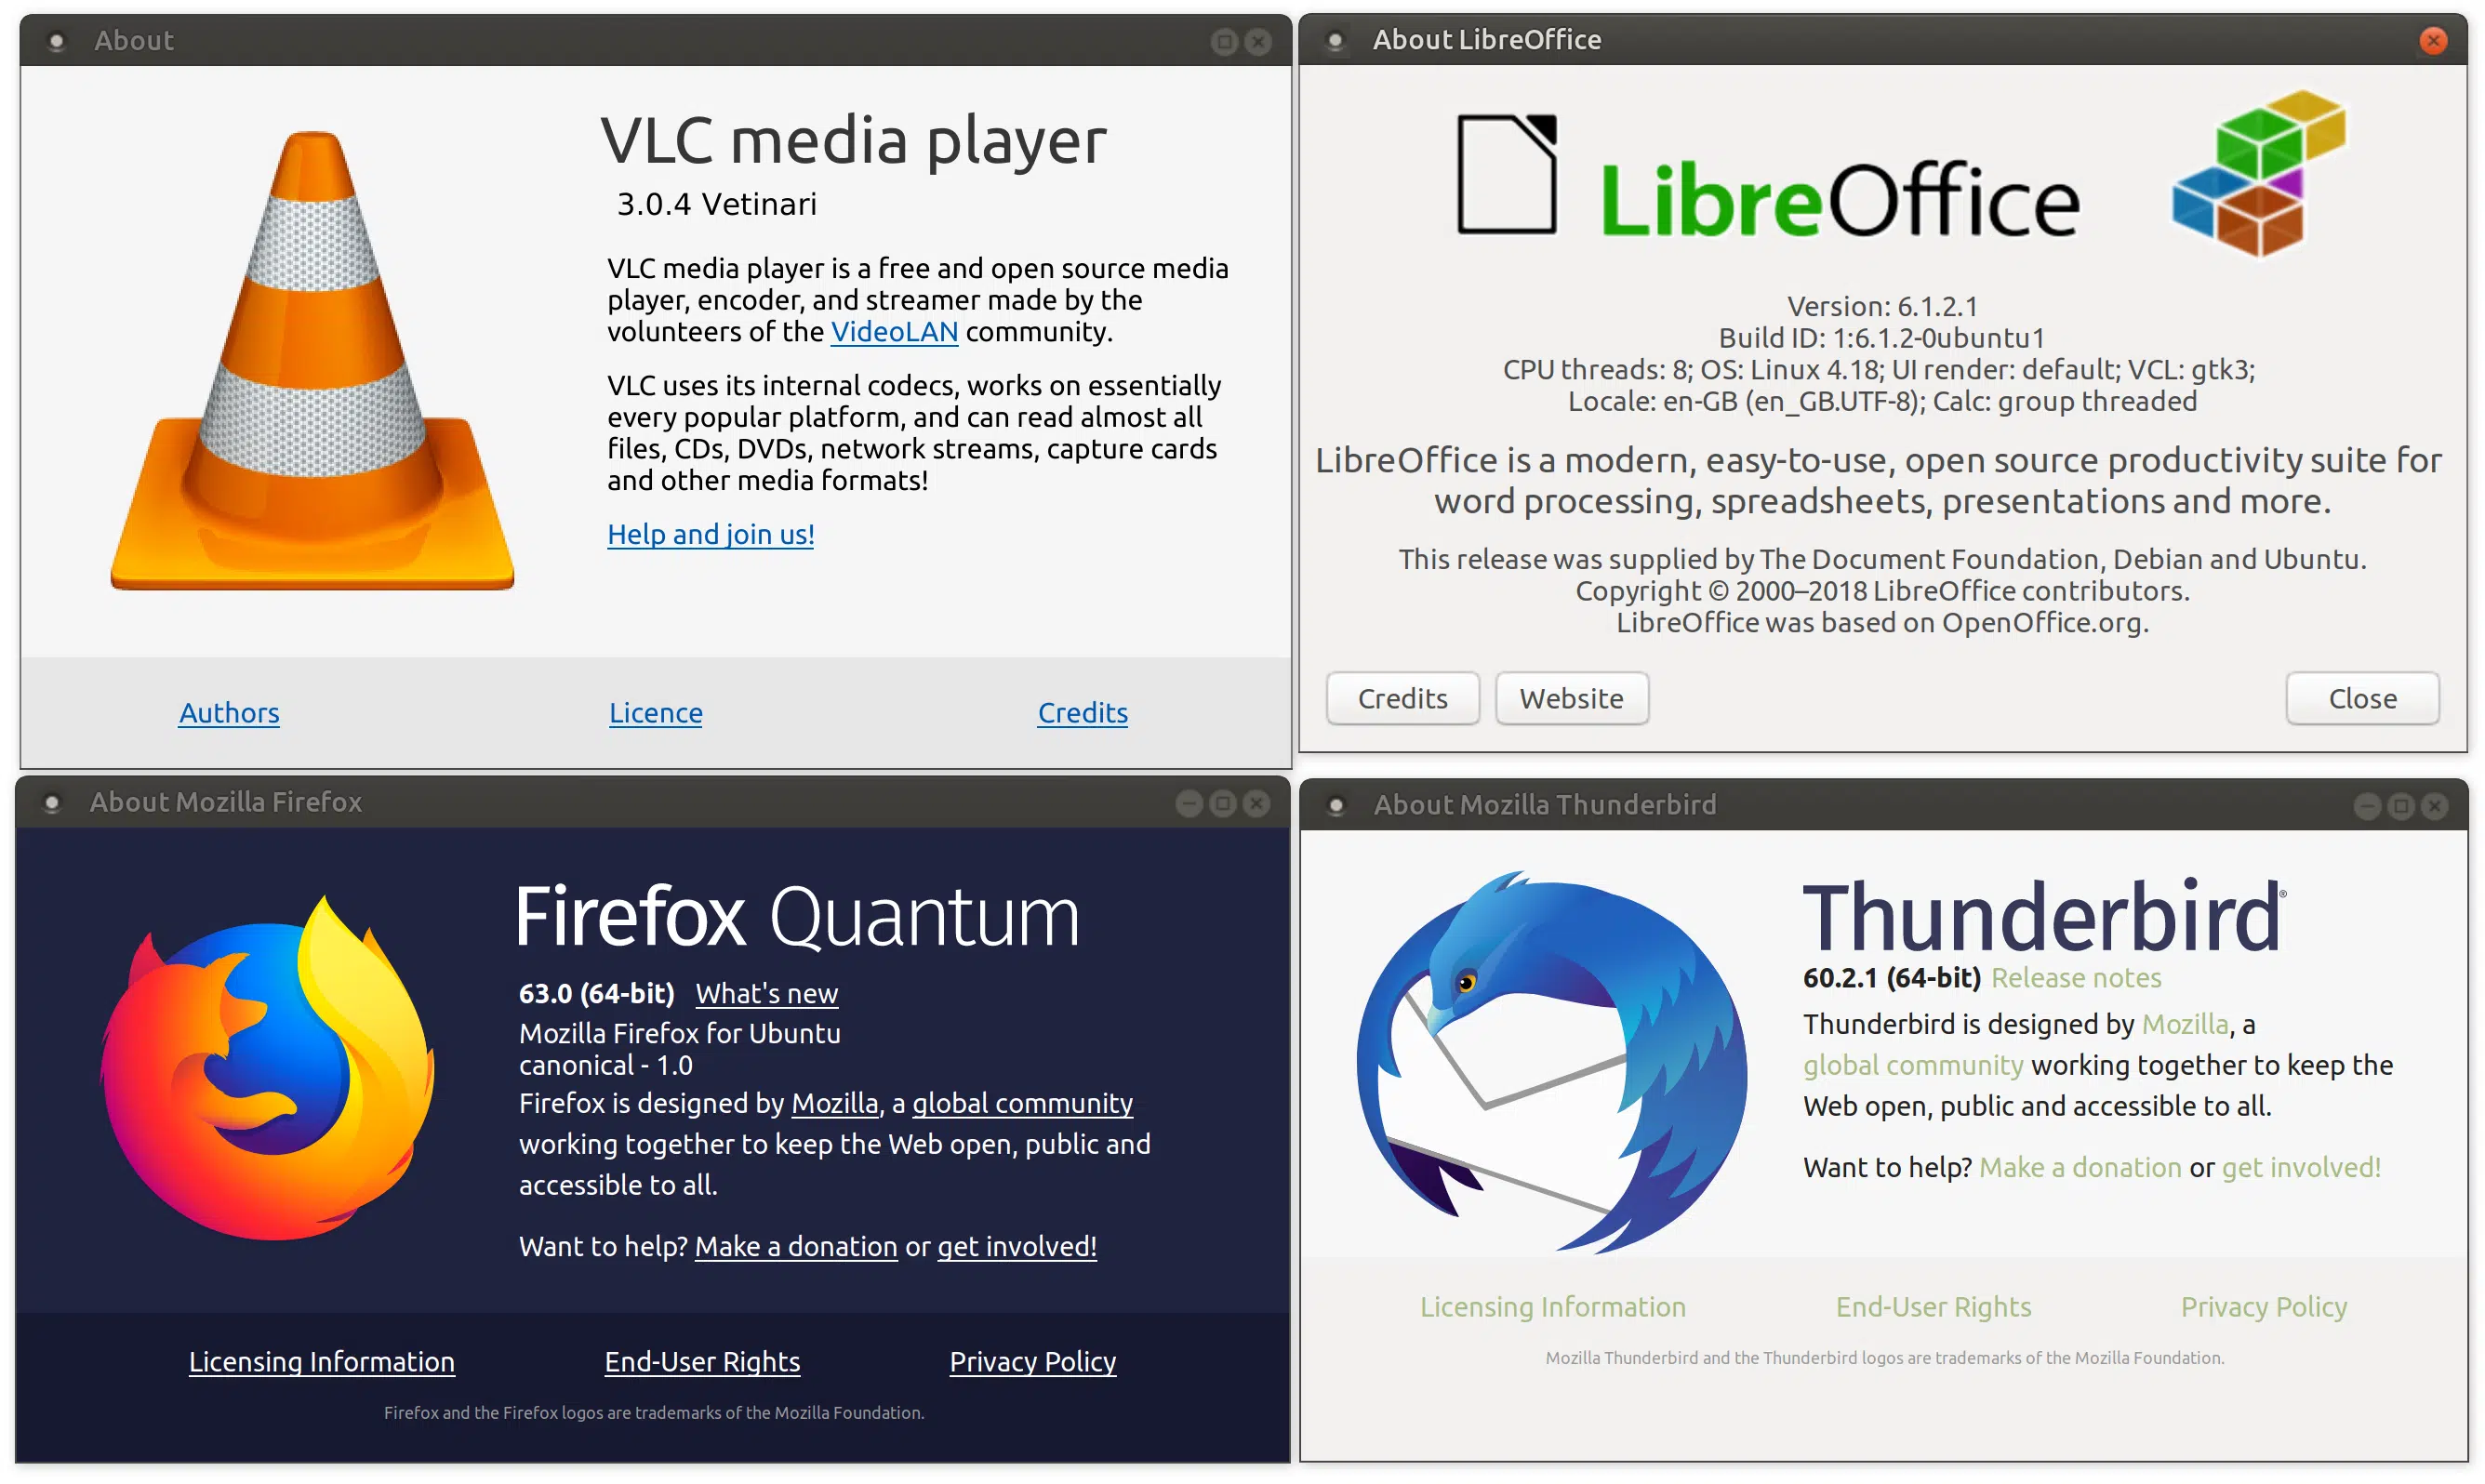 About
VLC media player
3.0.4 Vetinari
VLC media player is a free and open source media
player, encoder, and streamer made by the
volunteers of the VideoLAN community.
VLC uses its internal codecs, works on essentially
every popular platform, and can read almost all
files, CDs, DVDs, network streams, capture cards
and other media formats!
Help and join us!
Authors
Licence
Credits
About LibreOffice
LibreOffice
Version: 6.1.2.1
Build ID: 1:6.1.2-0ubuntu1
CPU threads: 8; OS: Linux 4.18; UI render: default; VCL: gtk3;
Locale: en-GB (en_GB.UTF-8); Calc: group threaded
LibreOffice is a modern, easy-to-use, open source productivity suite for
word processing, spreadsheets, presentations and more.
This release was supplied by The Document Foundation, Debian and Ubuntu.
Copyright © 2000–2018 LibreOffice contributors.
LibreOffice was based on OpenOffice.org.
Credits
Website
Close
About Mozilla Firefox
Firefox Quantum
63.0 (64-bit) What's new
Mozilla Firefox for Ubuntu
canonical - 1.0
Firefox is designed by Mozilla, a global community
working together to keep the Web open, public and
accessible to all.
Want to help? Make a donation or get involved!
Licensing Information
End-User Rights
Privacy Policy
Firefox and the Firefox logos are trademarks of the Mozilla Foundation.
About Mozilla Thunderbird
Thunderbird®
60.2.1 (64-bit) Release notes
Thunderbird is designed by Mozilla, a
global community working together to keep the
Web open, public and accessible to all.
Want to help? Make a donation or get involved!
Licensing Information
End-User Rights
Privacy Policy
Mozilla Thunderbird and the Thunderbird logos are trademarks of the Mozilla Foundation.